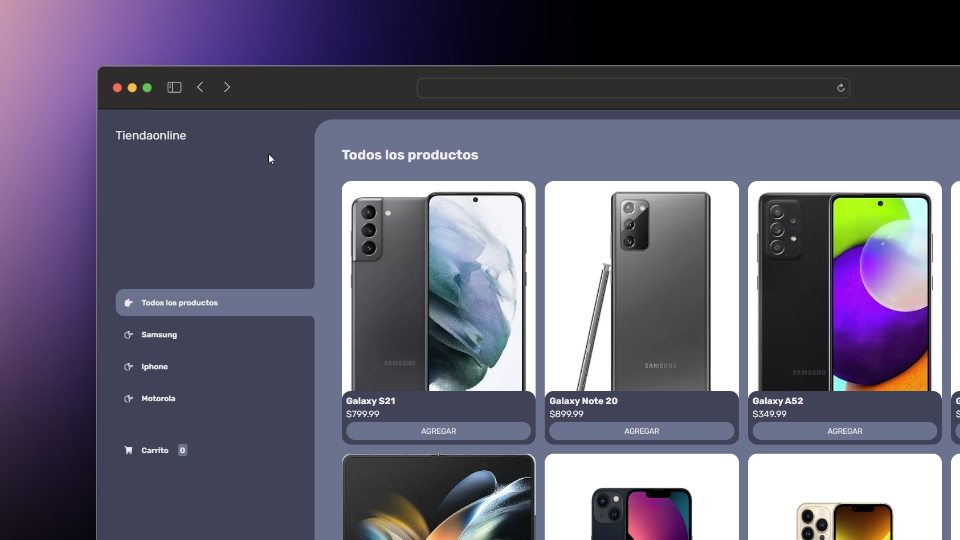 Tiendaonline
Todos los productos
Samsung
Iphone
Motorola
Carrito 0
Todos los productos
SAMSUNG
SAMSUNG
SAMSUNG
Galaxy S21
$799.99
AGREGAR
Galaxy Note 20
$899.99
AGREGAR
Galaxy A52
$349.99
AGREGAR